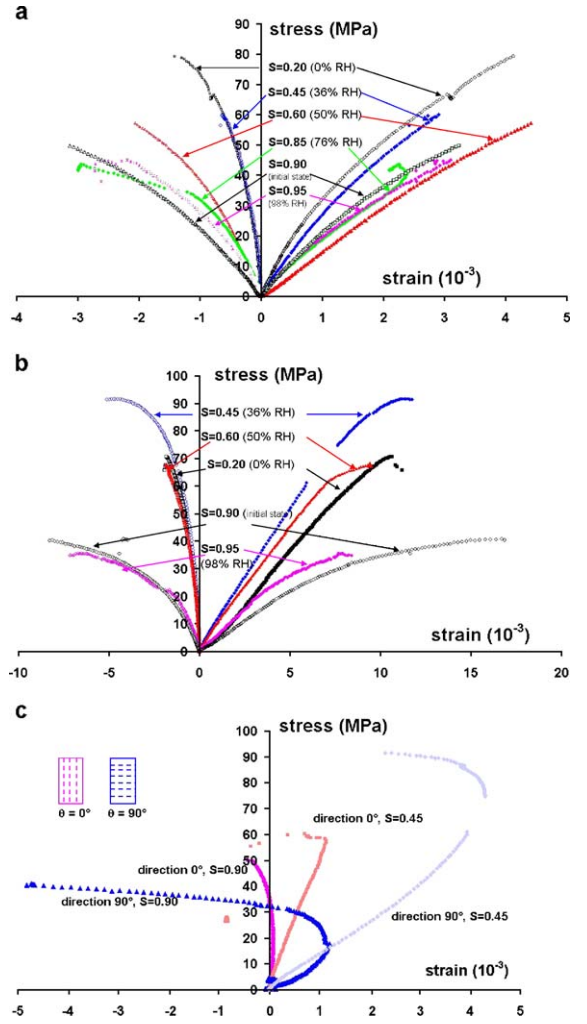 a
stress (MPa)
90
80
70
60
50
40
30
20
10
0
S=0.20 (0% RH)
S=0.45 (36% RH)
S=0.60 (50% RH)
S=0.85 (76% RH)
S=0.90
(initial state)
S=0.95
(98% RH)
strain (10-3)
-4 -3 -2 -1 0 1 2 3 4 5
b
stress (MPa)
100
90
80
70
60
50
40
30
20
10
0
S=0.45 (36% RH)
S=0.60 (50% RH)
S=0.20 (0% RH)
S=0.90 (initial state)
S=0.95
(98% RH)
strain (10-3)
-10 -5 0 5 10 15 20
c
stress (MPa)
100
90
80
70
60
50
40
30
20
10
0
θ = 0° θ = 90°
direction 0°, S=0.45
direction 0°, S=0.90
direction 90°, S=0.90
direction 90°, S=0.45
strain (10-3)
-5 -4 -3 -2 -1 0 1 2 3 4 5